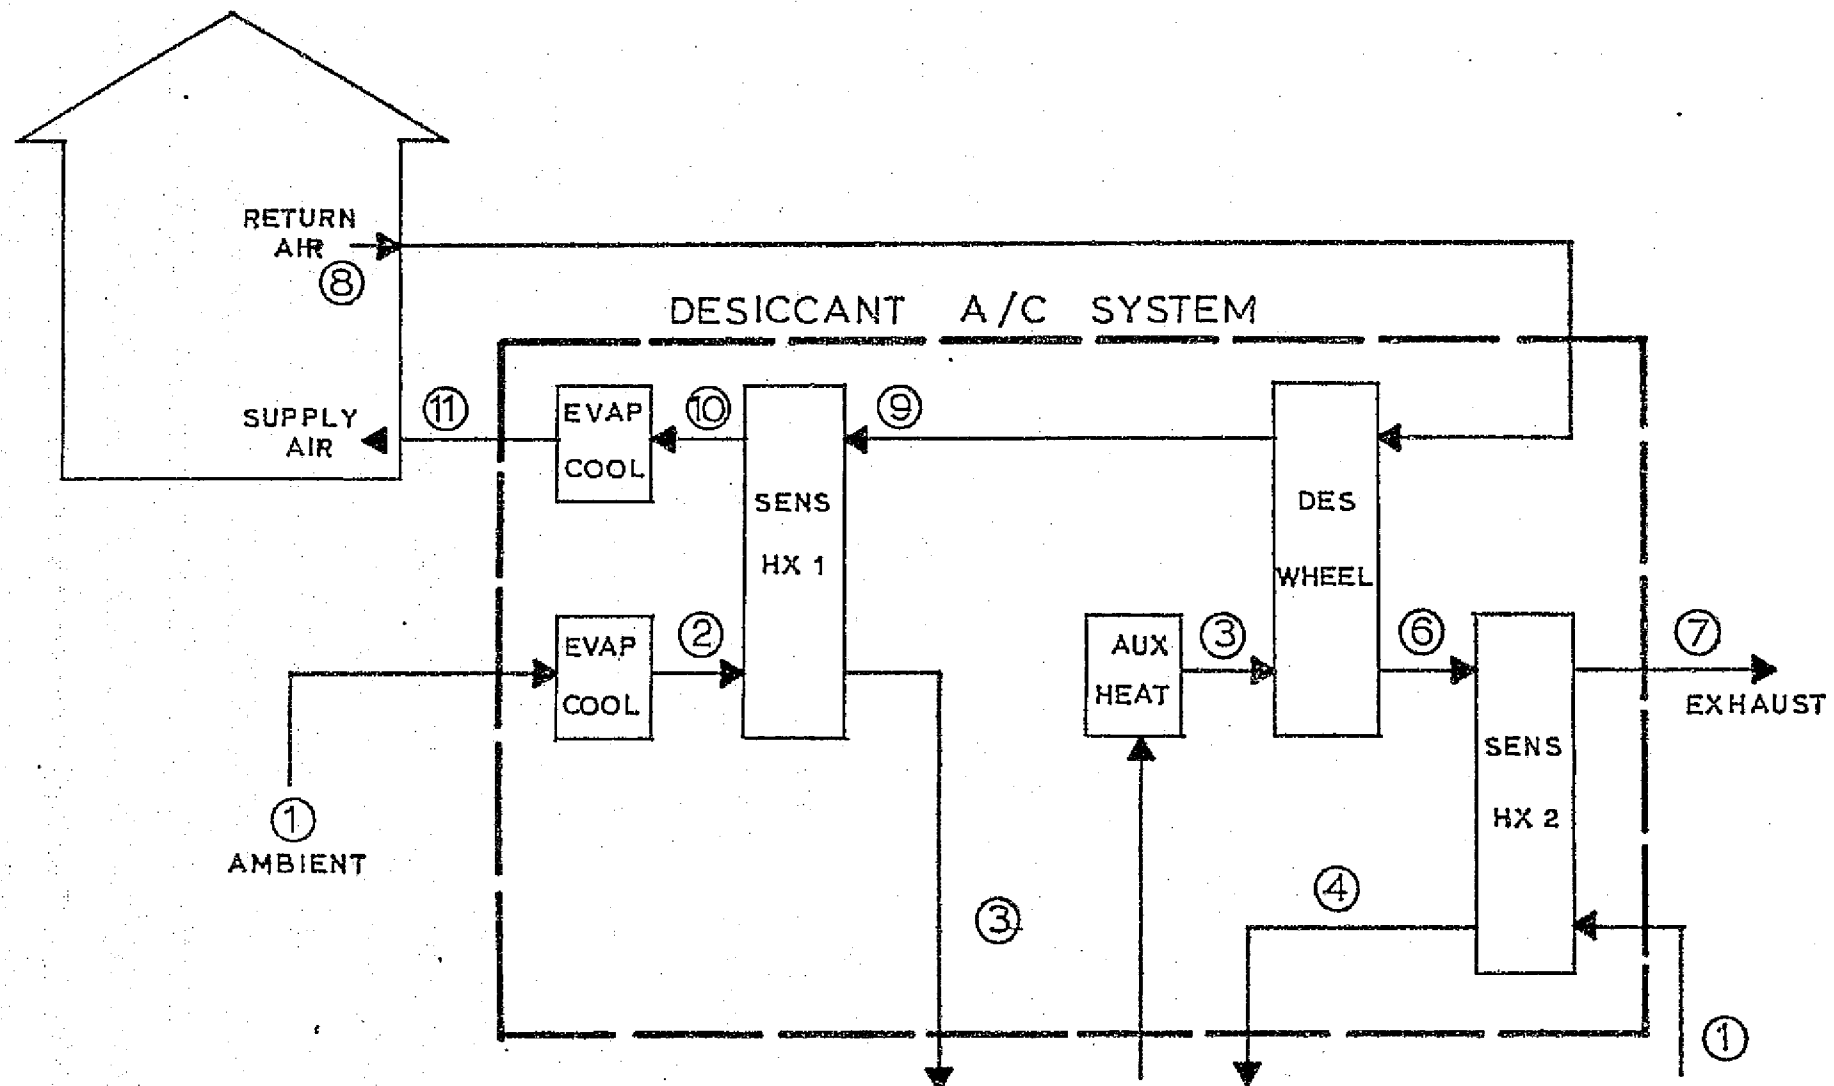 RETURN
AIR
⑧
DESICCANT A/C SYSTEM
SUPPLY
AIR
⑪
EVAP
COOL
⑩
SENS
HX 1
⑨
DES
WHEEL
EVAP
COOL
②
AUX
HEAT
③
⑥
⑦
EXHAUST
SENS
HX 2
①
AMBIENT
③
④
①